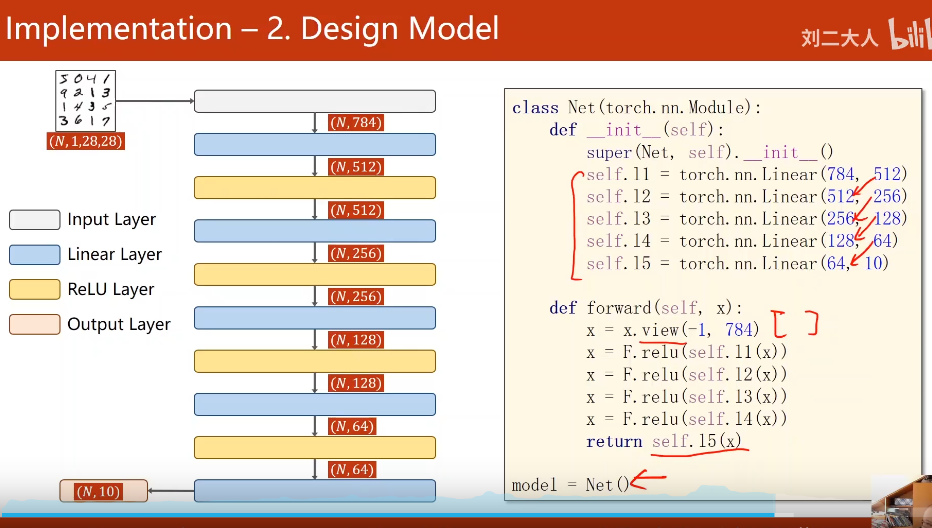 Implementation – 2. Design Model
刘二大人
bilil
5 0 4 1
9 2 1 3
1 4 3 5
3 6 1 7
(N, 1,28,28)
(N, 784)
(N, 512)
(N, 512)
(N, 256)
(N, 256)
(N, 128)
(N, 128)
(N, 64)
(N, 64)
(N, 10)
Input Layer
Linear Layer
ReLU Layer
Output Layer
class Net(torch.nn.Module):
def __init__(self):
super(Net, self).__init__()
self.l1 = torch.nn.Linear(784, 512)
self.l2 = torch.nn.Linear(512, 256)
self.l3 = torch.nn.Linear(256, 128)
self.l4 = torch.nn.Linear(128, 64)
self.l5 = torch.nn.Linear(64, 10)
def forward(self, x):
x = x.view(-1, 784) [ ]
x = F.relu(self.l1(x))
x = F.relu(self.l2(x))
x = F.relu(self.l3(x))
x = F.relu(self.l4(x))
return self.l5(x)
model = Net()